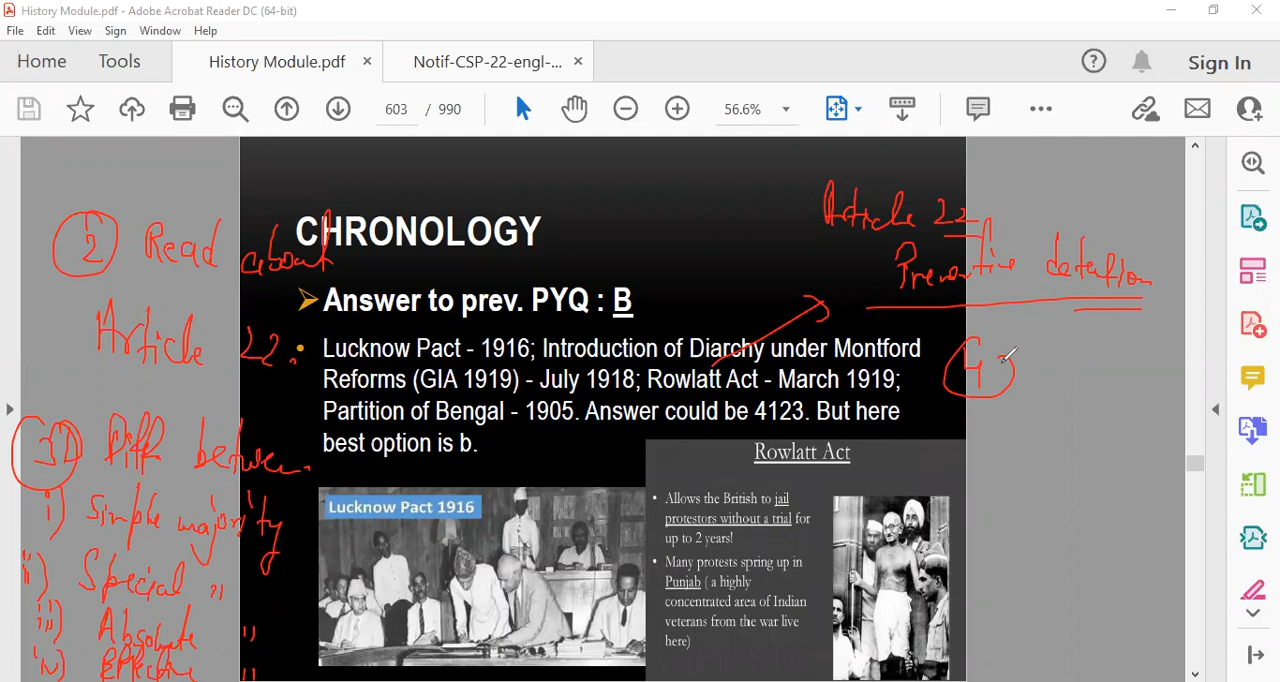 History Module.pdf - Adobe Acrobat Reader DC (64-bit)
File Edit View Sign Window Help
Home Tools History Module.pdf × Notif-CSP-22-engl-... × Sign In
603 / 990 56.6%
CHRONOLOGY
Answer to prev. PYQ : B
Lucknow Pact - 1916; Introduction of Diarchy under Montford
Reforms (GIA 1919) - July 1918; Rowlatt Act - March 1919;
Partition of Bengal - 1905. Answer could be 4123. But here
best option is b.
Lucknow Pact 1916
Rowlatt Act
Allows the British to jail
protestors without a trial for
up to 2 years!
Many protests spring up in
Punjab ( a highly
concentrated area of Indian
veterans from the war live
here)
2 Read about
Article 22.
3) Diff between
i) Simple majority
ii) Special "
iii) Absolute "
iv) Effective "
Article 22
Preventive detention
4